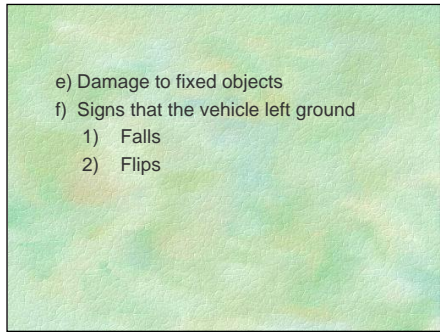 e) Damage to fixed objects
f) Signs that the vehicle left ground
1) Falls
2) Flips